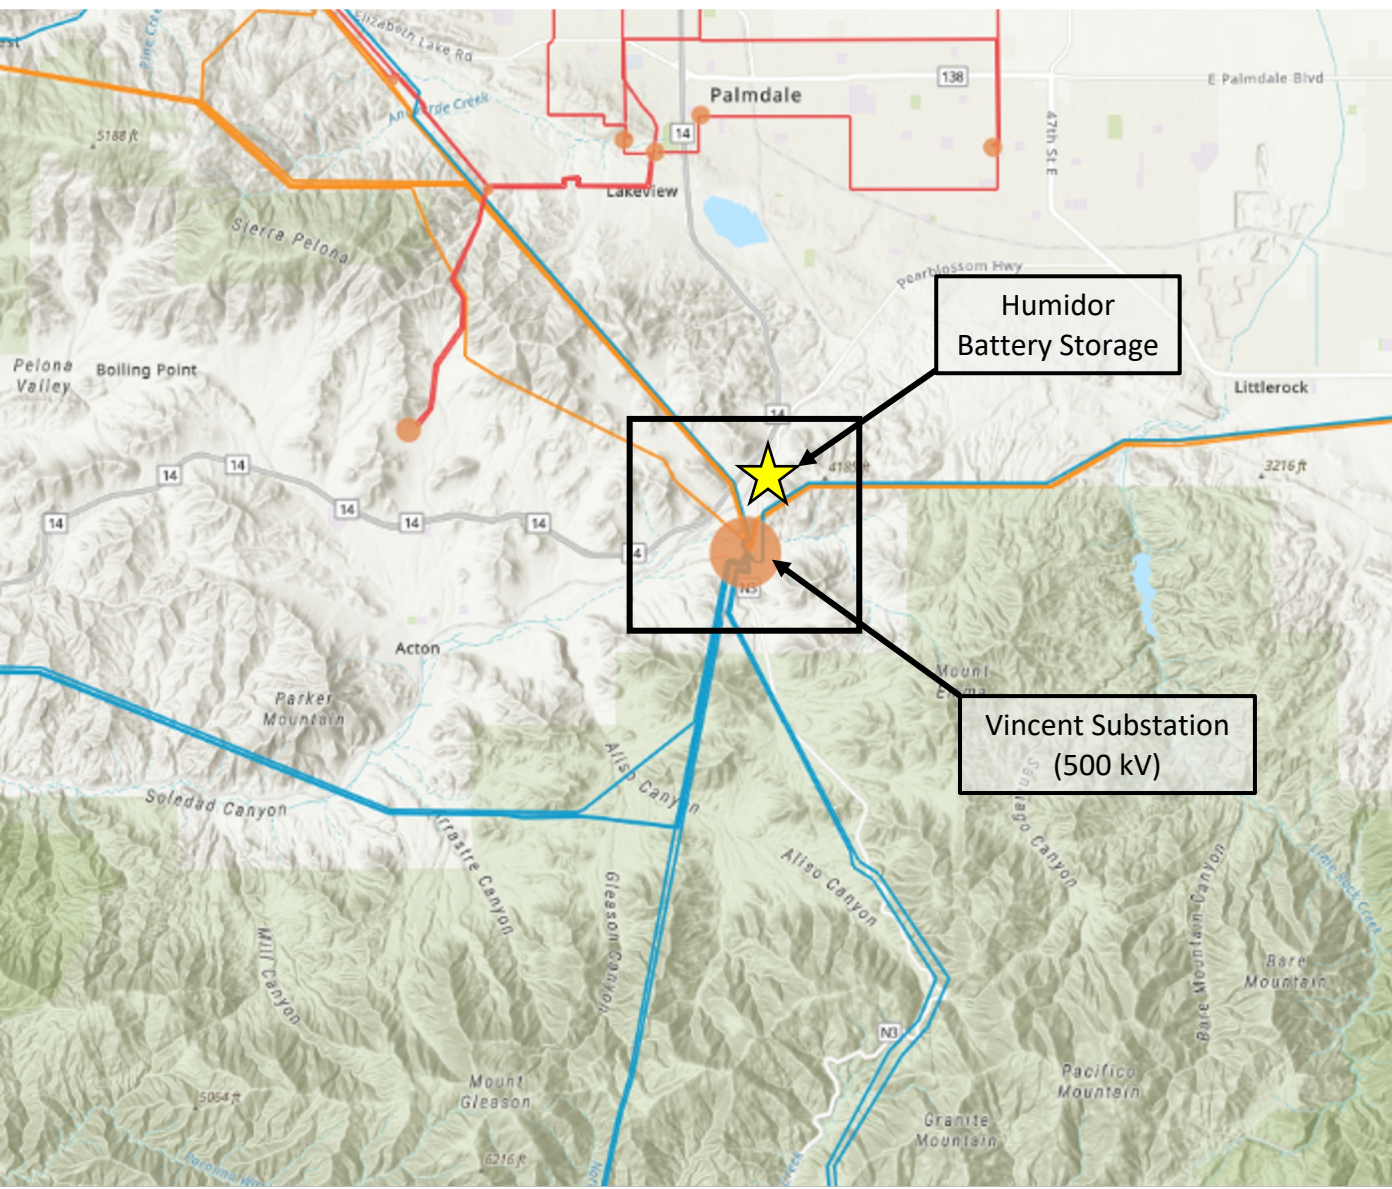 Elizabeth Lake Rd
Pine
138
E Palmdale Blvd
Palmdale
Creek
5188 ft
14
47th St E
Lakeview
Sierra Pelona
Pearblossom Hwy
Humidor
Battery Storage
Pelona
Valley
Boiling Point
Littlerock
14
14
14
4185 ft
3216 ft
14
14
14
14
4
N3
Acton
Mount
Parker
Mountain
Vincent Substation
(500 kV)
Aliso Canyon
Soledad Canyon
Canyon
rrastre Canyon
Aliso Canyon
Gleason Canyon
Mill Canyon
Bare Mountain Canyon
Little Rock Creek
Bare
Mountain
N3
Mount
Gleason
Pacifico
Mountain
5064 ft
Granite
Mountain
6216 ft
Creek